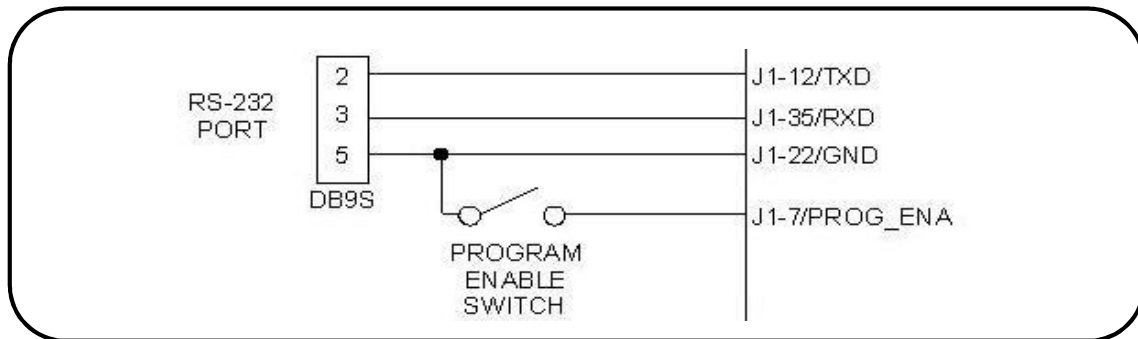 RS-232
PORT
2
3
5
DB9S
J1-12/TXD
J1-35/RXD
J1-22/GND
J1-7/PROG_ENA
PROGRAM
ENABLE
SWITCH